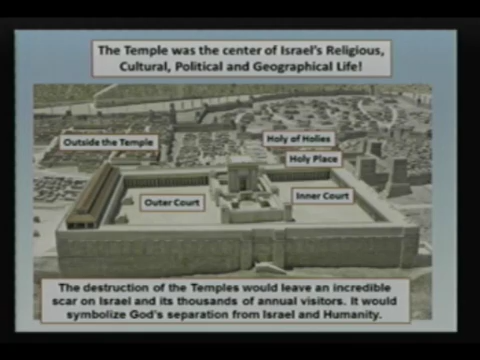 The Temple was the center of Israel's Religious,
Cultural, Political and Geographical Life!
Outside the Temple
Holy of Holies
Holy Place
Outer Court
Inner Court
The destruction of the Temples would leave an incredible
scar on Israel and its thousands of annual visitors. It would
symbolize God's separation from Israel and Humanity.